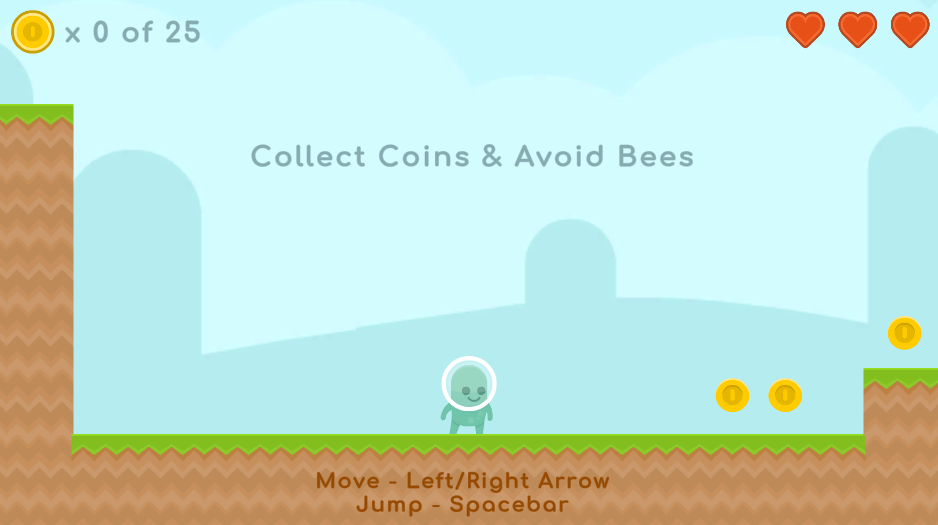 x 0 of 25
Collect Coins & Avoid Bees
Move - Left/Right Arrow
Jump - Spacebar